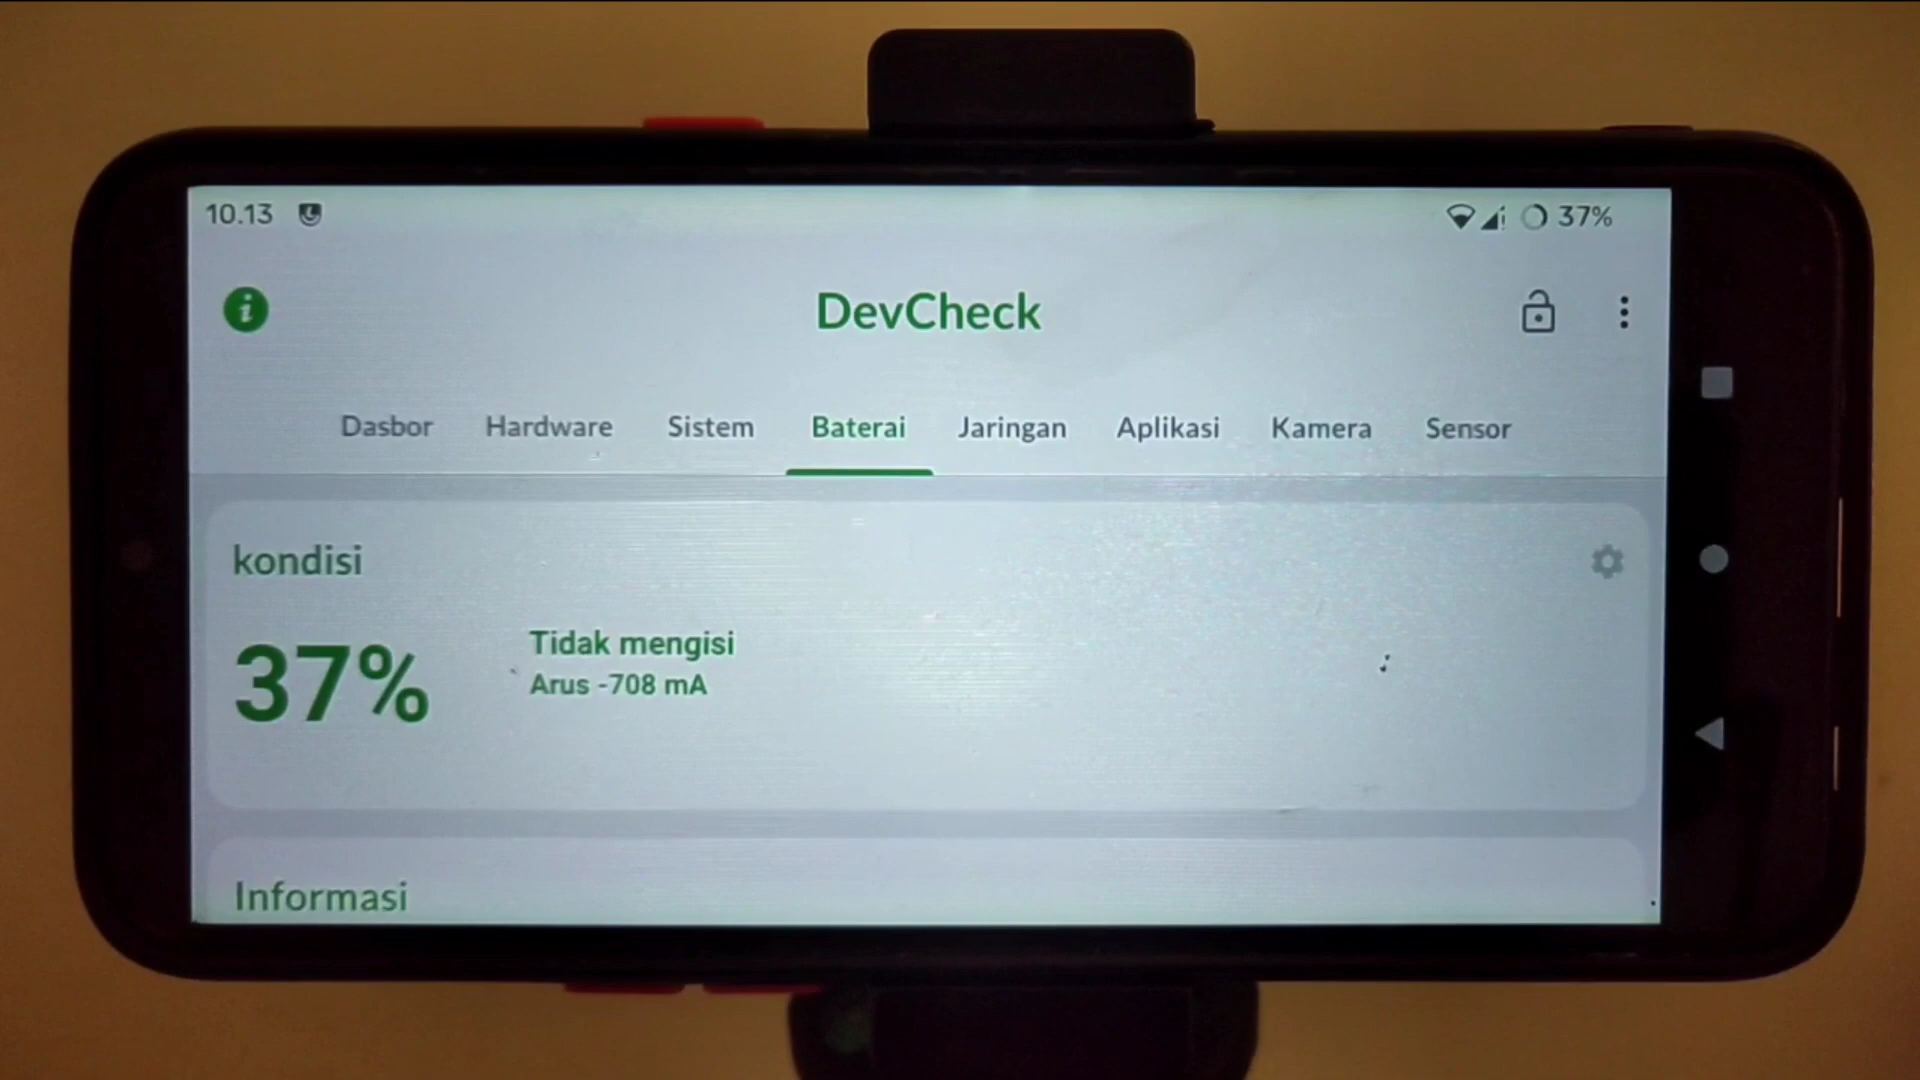 10.13
37%
DevCheck
Dasbor Hardware Sistem Baterai Jaringan Aplikasi Kamera Sensor
kondisi
37%
Tidak mengisi
Arus -708 mA
Informasi